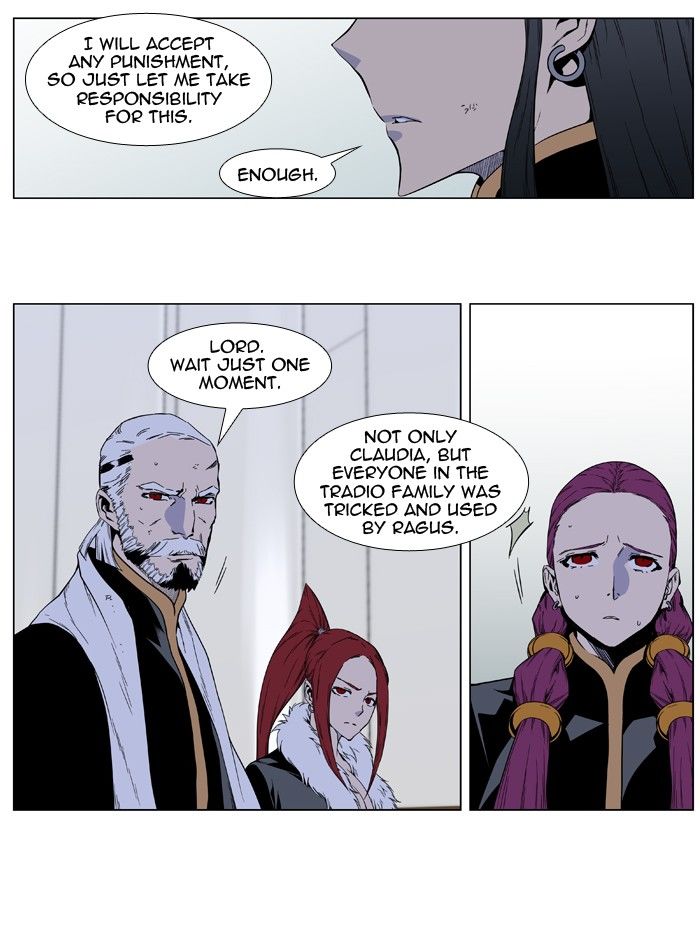 I WILL ACCEPT
ANY PUNISHMENT,
SO JUST LET ME TAKE
RESPONSIBILITY
FOR THIS.
ENOUGH.
LORD.
WAIT JUST ONE
MOMENT.
NOT ONLY
CLAUDIA, BUT
EVERYONE IN THE
TRADIO FAMILY WAS
TRICKED AND USED
BY RAGUS.